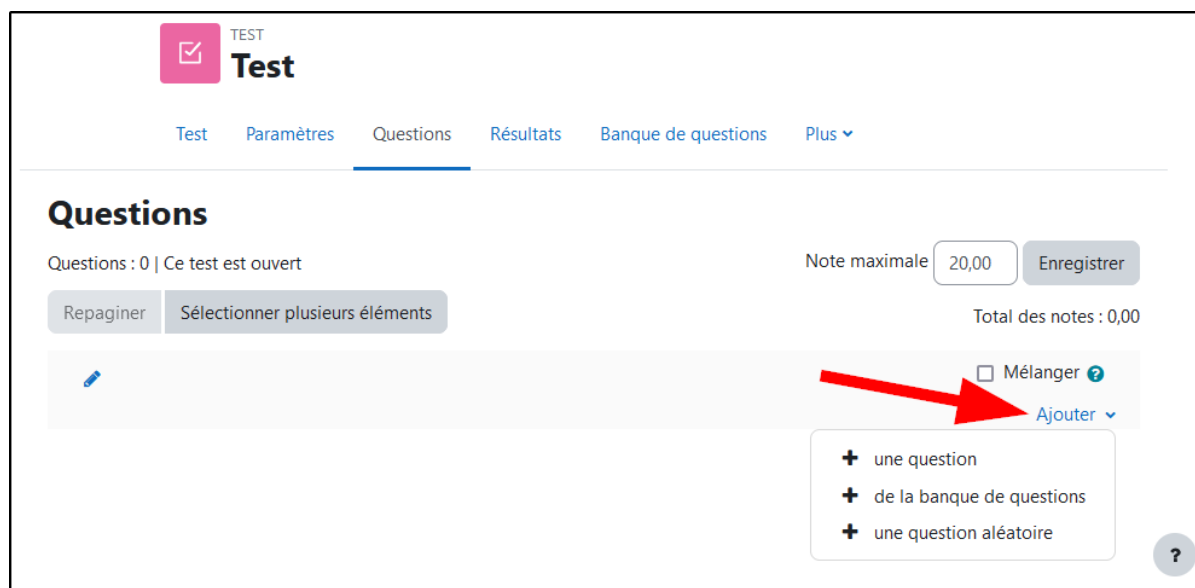 TEST
Test
Test Paramètres Questions Résultats Banque de questions Plus
Questions
Questions : 0 | Ce test est ouvert
Note maximale 20,00 Enregistrer
Repaginer Sélectionner plusieurs éléments
Total des notes : 0,00
Mélanger ?
Ajouter
+ une question
+ de la banque de questions
+ une question aléatoire
?